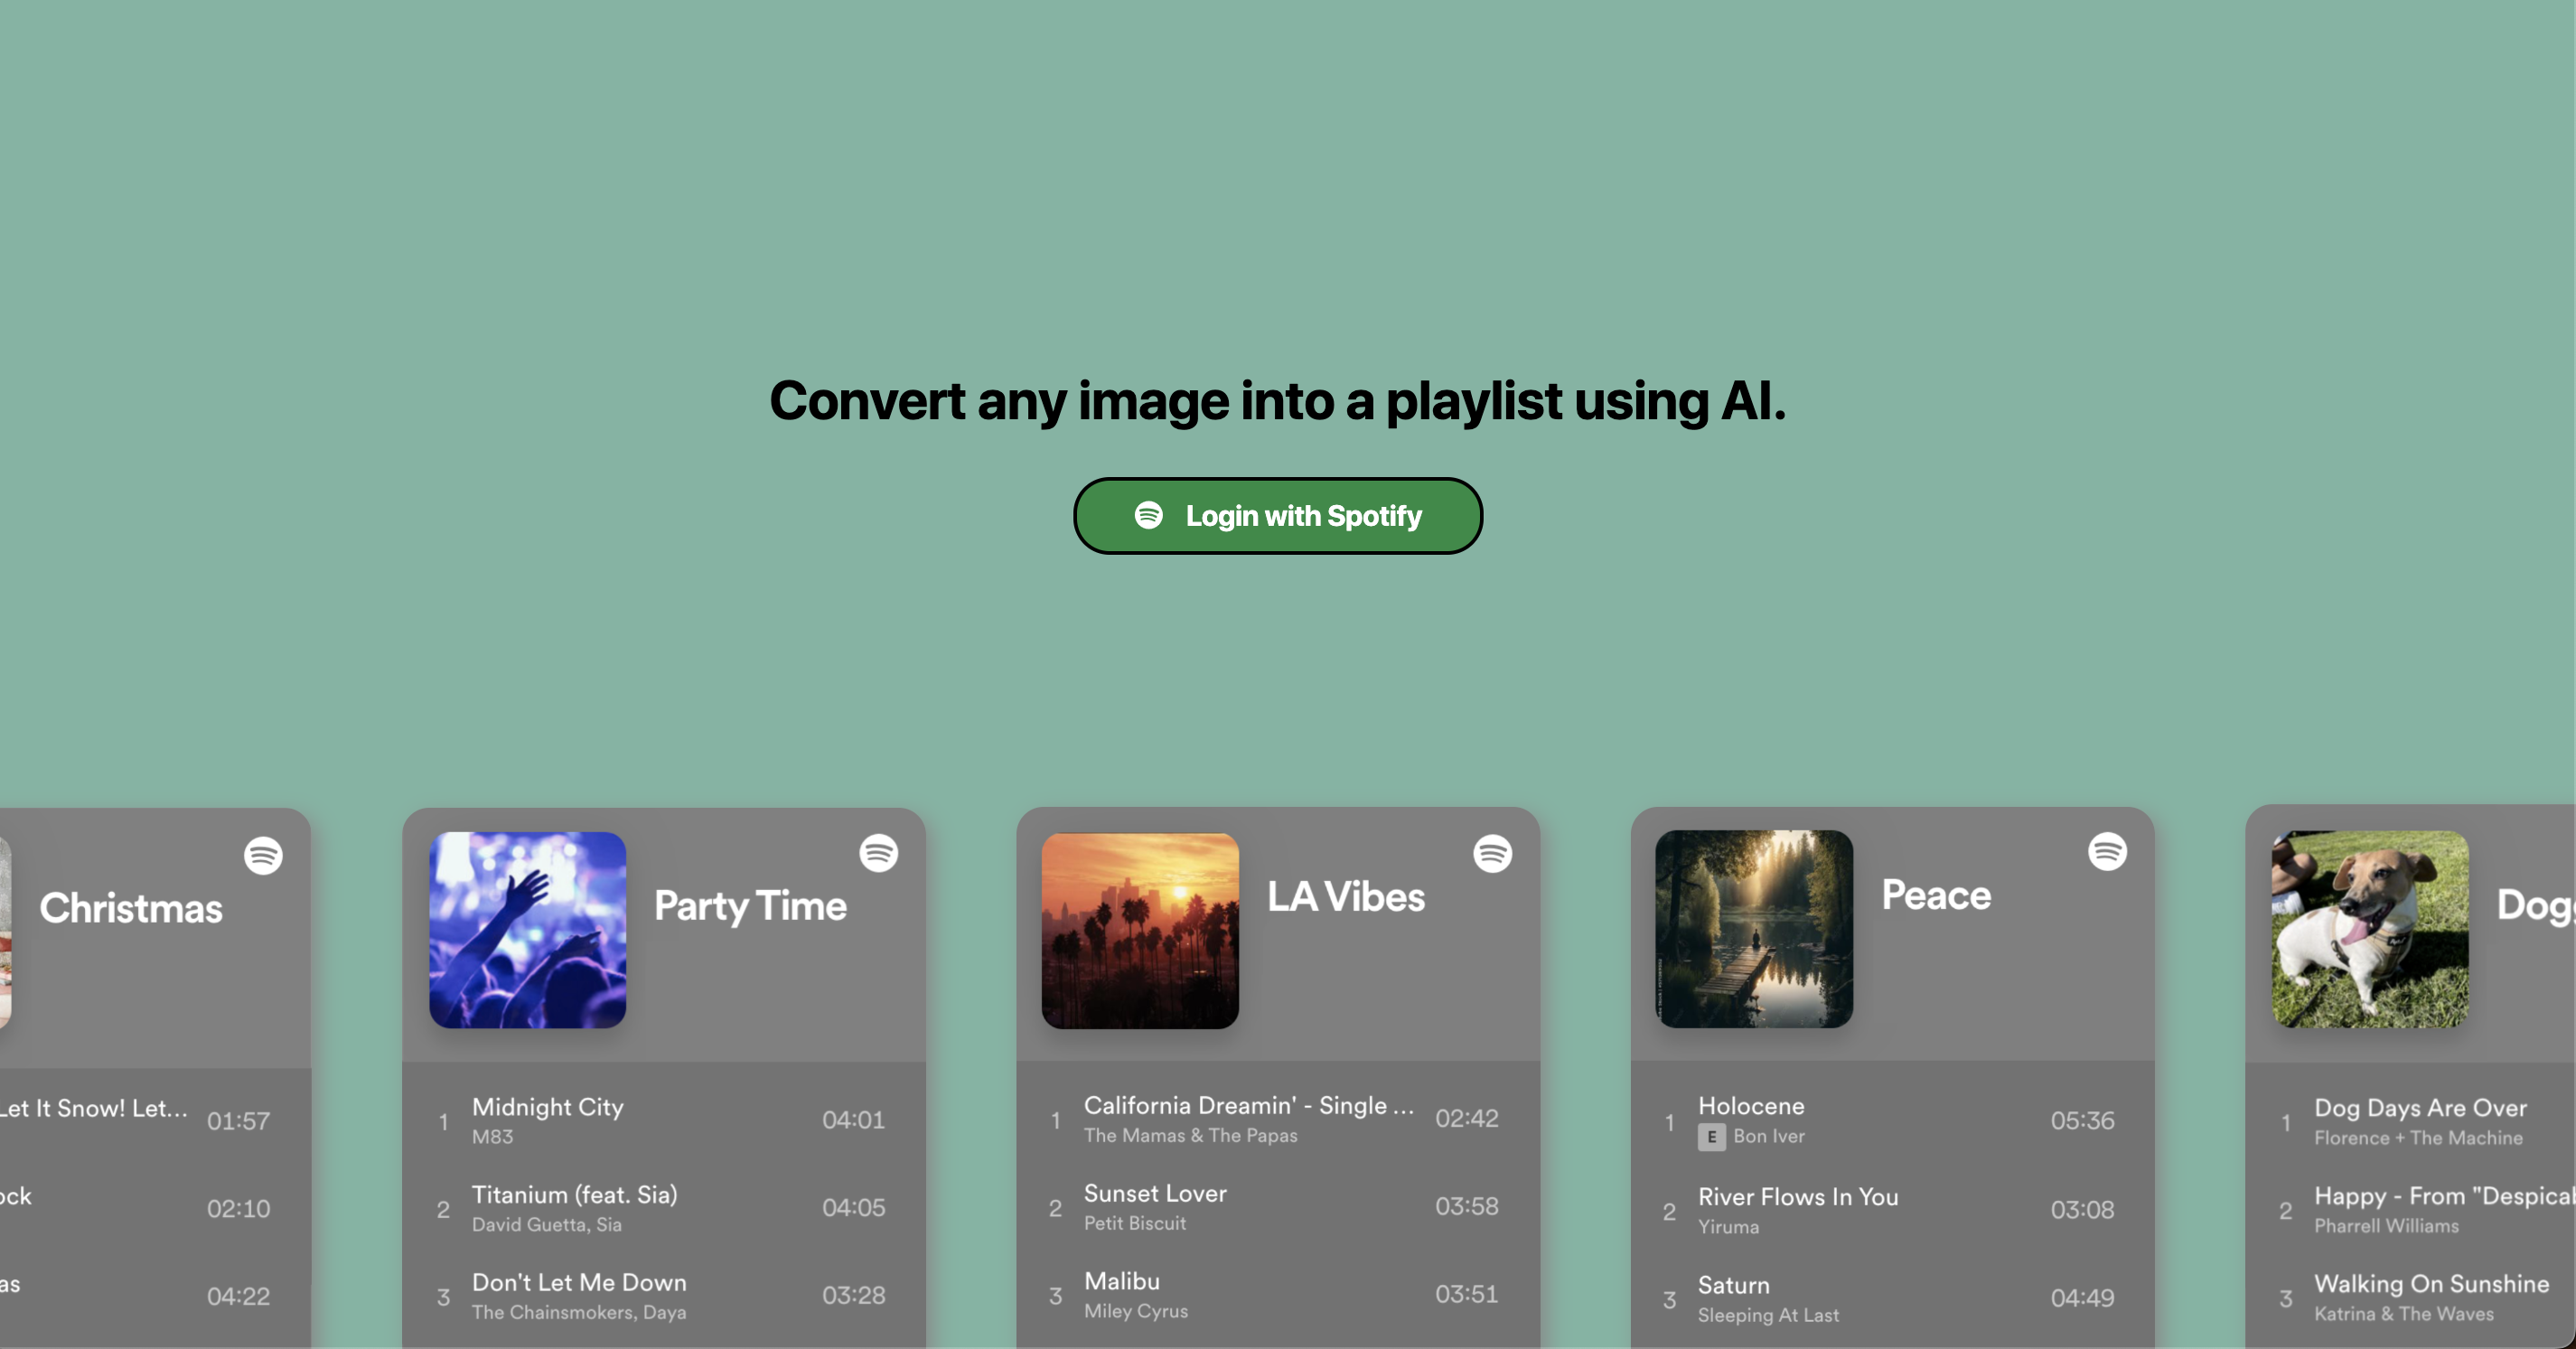 Convert any image into a playlist using AI.
Login with Spotify
Christmas
Let It Snow! Let... 01:57
02:10
04:22
Party Time
1 Midnight City 04:01
M83
2 Titanium (feat. Sia) 04:05
David Guetta, Sia
3 Don't Let Me Down 03:28
The Chainsmokers, Daya
LA Vibes
1 California Dreamin' - Single ... 02:42
The Mamas & The Papas
2 Sunset Lover 03:58
Petit Biscuit
3 Malibu 03:51
Miley Cyrus
Peace
1 Holocene 05:36
E Bon Iver
2 River Flows In You 03:08
Yiruma
3 Saturn 04:49
Sleeping At Last
1 Dog Days Are Over
Florence + The Machine
2 Happy - From "Despical
Pharrell Williams
3 Walking On Sunshine
Katrina & The Waves